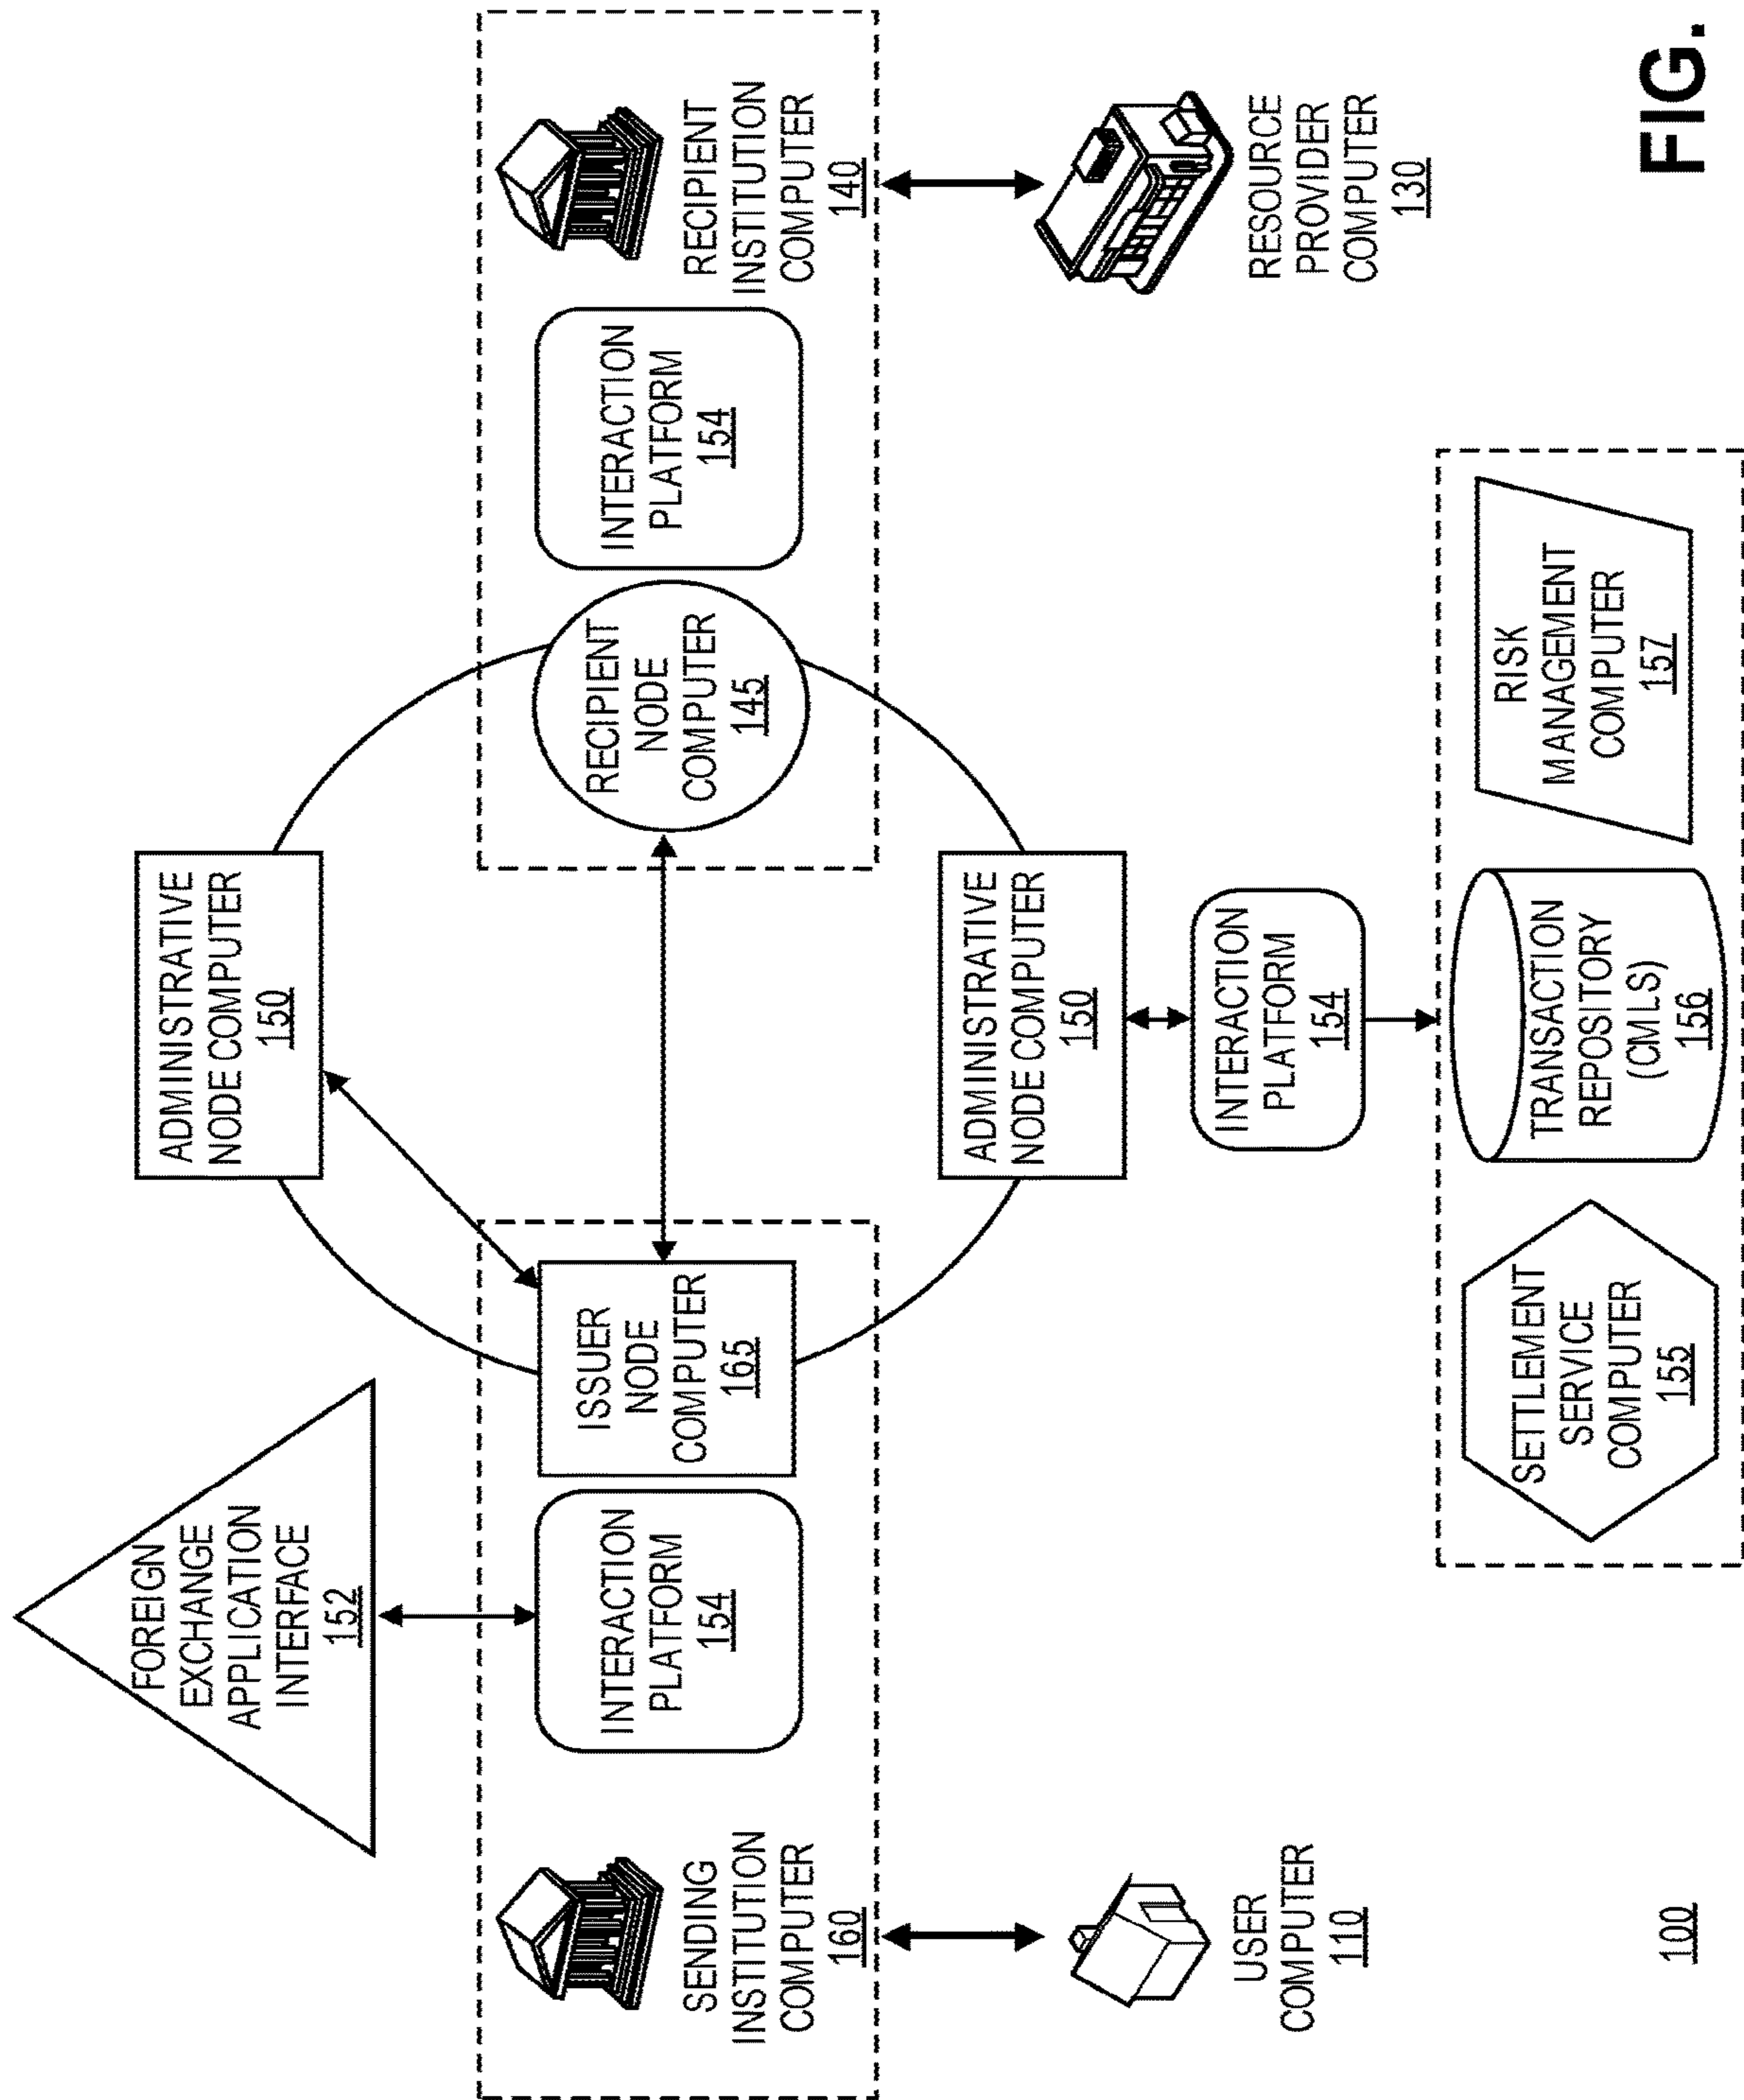 FOREIGN
EXCHANGE
APPLICATION
INTERFACE
152
ADMINISTRATIVE
NODE COMPUTER
150
SENDING
INSTITUTION
COMPUTER
160
INTERACTION
PLATFORM
154
ISSUER
NODE
COMPUTER
165
RECIPIENT
NODE
COMPUTER
145
INTERACTION
PLATFORM
154
RECIPIENT
INSTITUTION
COMPUTER
140
USER
COMPUTER
110
ADMINISTRATIVE
NODE COMPUTER
150
INTERACTION
PLATFORM
154
RESOURCE
PROVIDER
COMPUTER
130
SETTLEMENT
SERVICE
COMPUTER
155
TRANSACTION
REPOSITORY
(CMLS)
156
RISK
MANAGEMENT
COMPUTER
157
100
FIG.